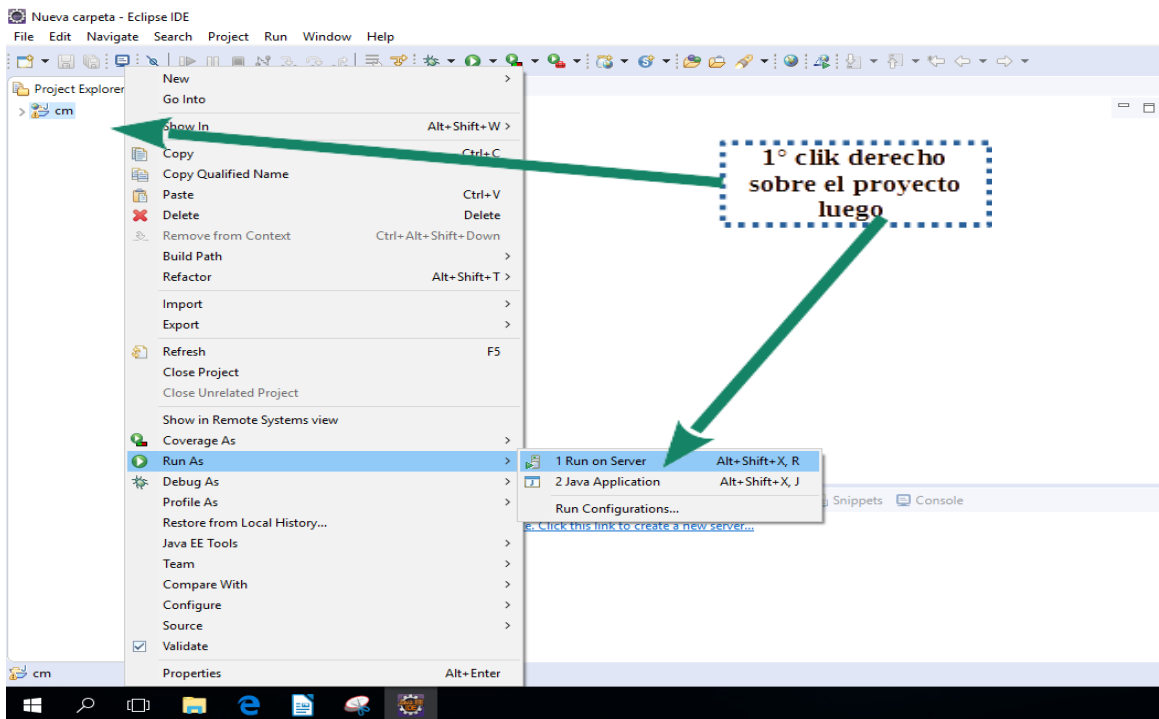 Nueva carpeta - Eclipse IDE
File Edit Navigate Search Project Run Window Help
Project Explorer
cm
New
Go Into
Show In Alt+Shift+W
Copy Ctrl+C
Copy Qualified Name
Paste Ctrl+V
Delete Delete
Remove from Context Ctrl+Alt+Shift+Down
Build Path
Refactor Alt+Shift+T
Import
Export
Refresh F5
Close Project
Close Unrelated Project
Show in Remote Systems view
Coverage As
Run As
Debug As
Profile As
Restore from Local History...
Java EE Tools
Team
Compare With
Configure
Source
Validate
Properties Alt+Enter
1° clik derecho
sobre el proyecto
luego
1 Run on Server Alt+Shift+X, R
2 Java Application Alt+Shift+X, J
Run Configurations...
Snippets Console
e. Click this link to create a new server...
cm